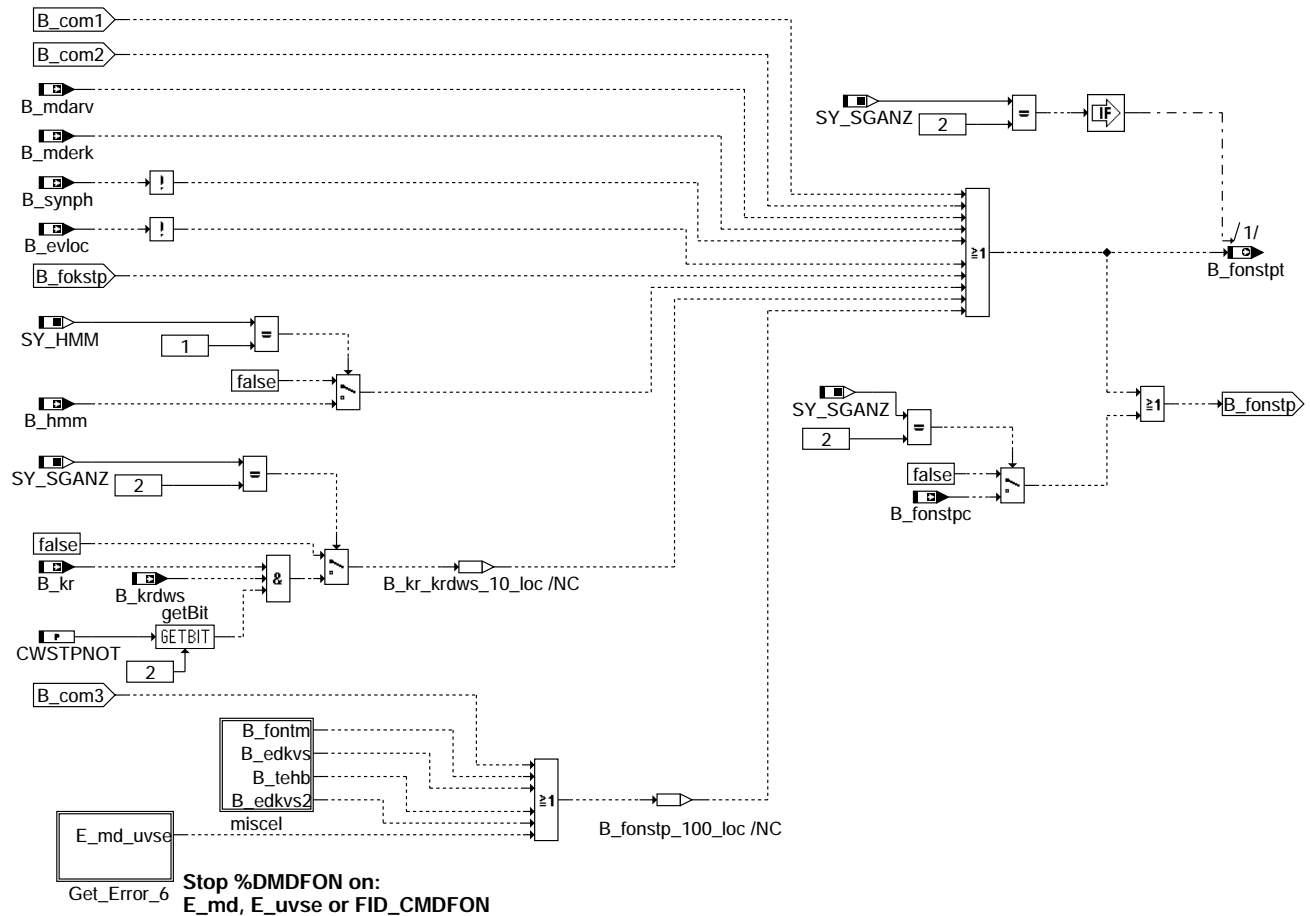 B_com1
B_com2
B_mdarv
SY_SGANZ
2
=
IF
B_mderk
B_synph
!
B_evloc
!
/1/
B_fonstpt
≧1
B_fokstp
SY_HMM
1
=
false
B_hmm
SY_SGANZ
2
=
≧1
B_fonstp
false
B_fonstpc
SY_SGANZ
2
=
false
B_kr
B_krdws
&
B_kr_krdws_10_loc /NC
getBit
GETBIT
P
CWSTPNOT
2
B_com3
B_fontm
B_edkvs
B_tehb
B_edkvs2
miscel
≧1
B_fonstp_100_loc /NC
E_md_uvse
Get_Error_6
Stop %DMDFON on:
E_md, E_uvse or FID_CMDFON